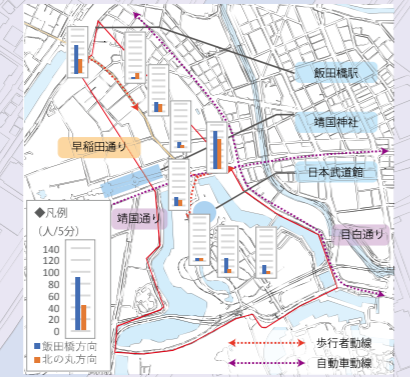 飯田橋駅
靖国神社
早稲田通り
日本武道館
靖国通り
目白通り
◆凡例
(人/5分)
140
120
100
80
60
40
20
0
飯田橋方向
北の丸方向
歩行者動線
自動車動線